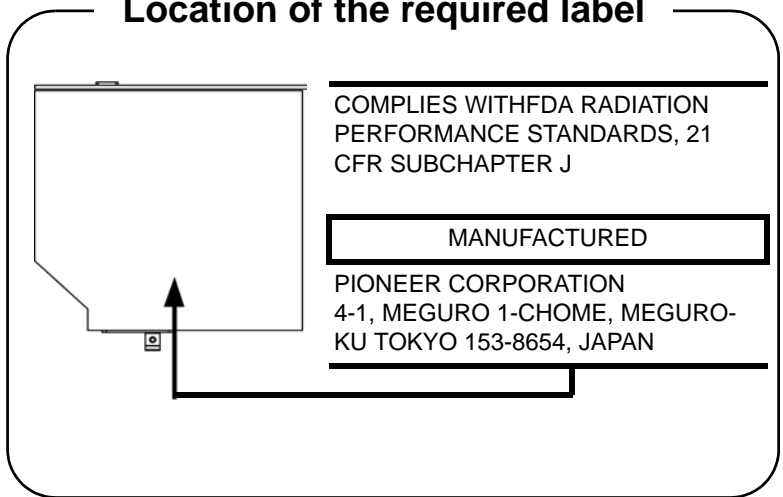 Location of the required label
COMPLIES WITHFDA RADIATION
PERFORMANCE STANDARDS, 21
CFR SUBCHAPTER J
MANUFACTURED
PIONEER CORPORATION
4-1, MEGURO 1-CHOME, MEGURO-
KU TOKYO 153-8654, JAPAN